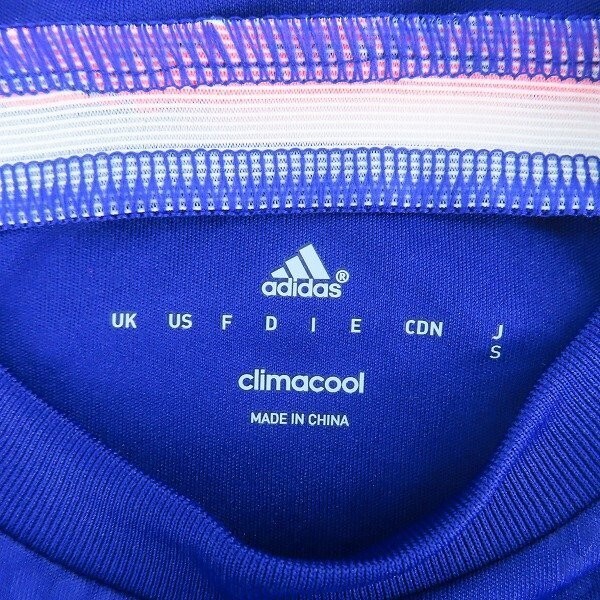 adidas®
UK US F D I E CDN J
S
climacool
MADE IN CHINA